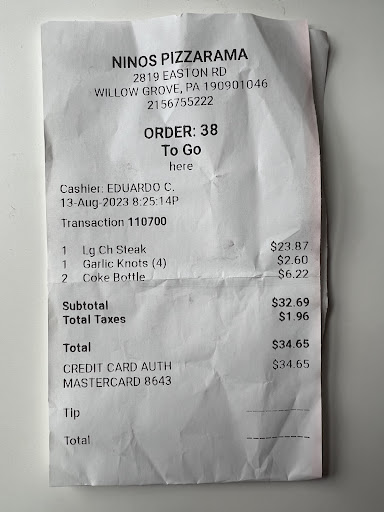 NINOS PIZZARAMA
2819 EASTON RD
WILLOW GROVE, PA 190901046
2156755222
ORDER: 38
To Go
here
Cashier: EDUARDO C.
13-Aug-2023 8:25:14P
Transaction 110700
1 Lg Ch Steak $23.87
1 Garlic Knots (4) $2.60
2 Coke Bottle $6.22
Subtotal $32.69
Total Taxes $1.96
Total $34.65
CREDIT CARD AUTH $34.65
MASTERCARD 8643
Tip
Total